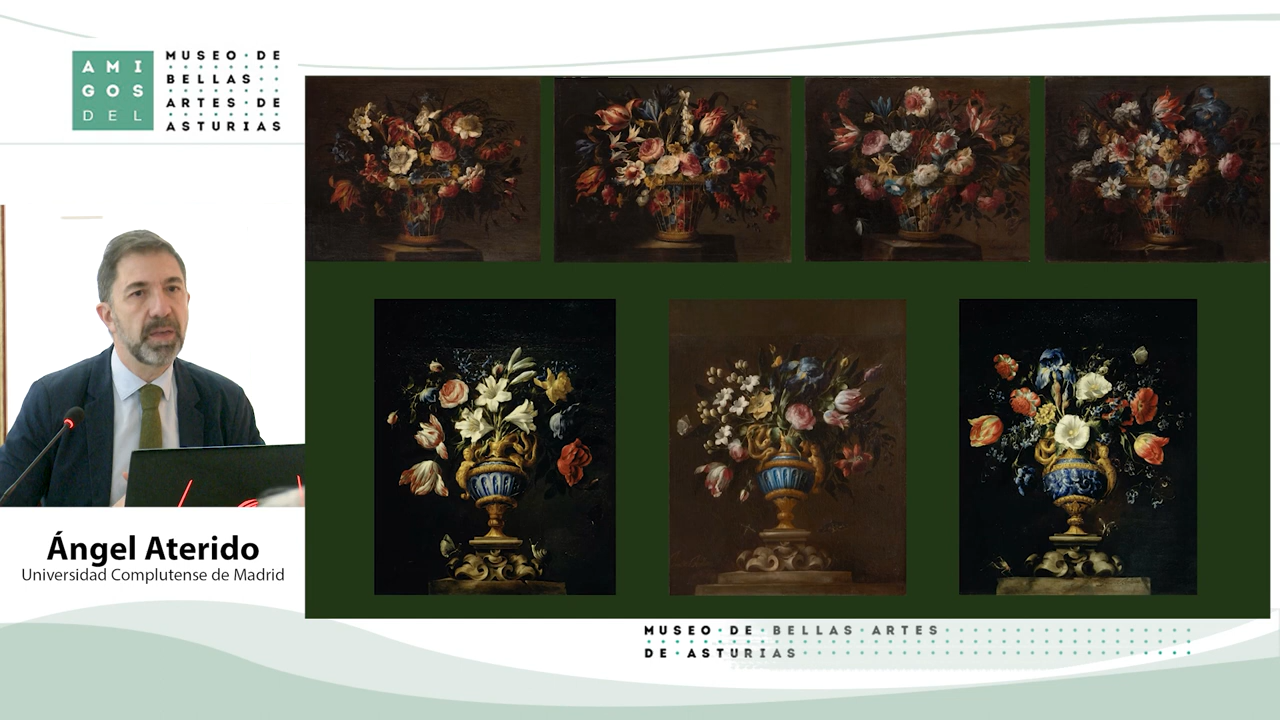 AMI
GOS
DEL
MUSEO·DE
BELLAS
ARTES·DE
ASTURIAS
Ángel Aterido
Universidad Complutense de Madrid
MUSEO·DE·BELLAS·ARTES
DE·ASTURIAS